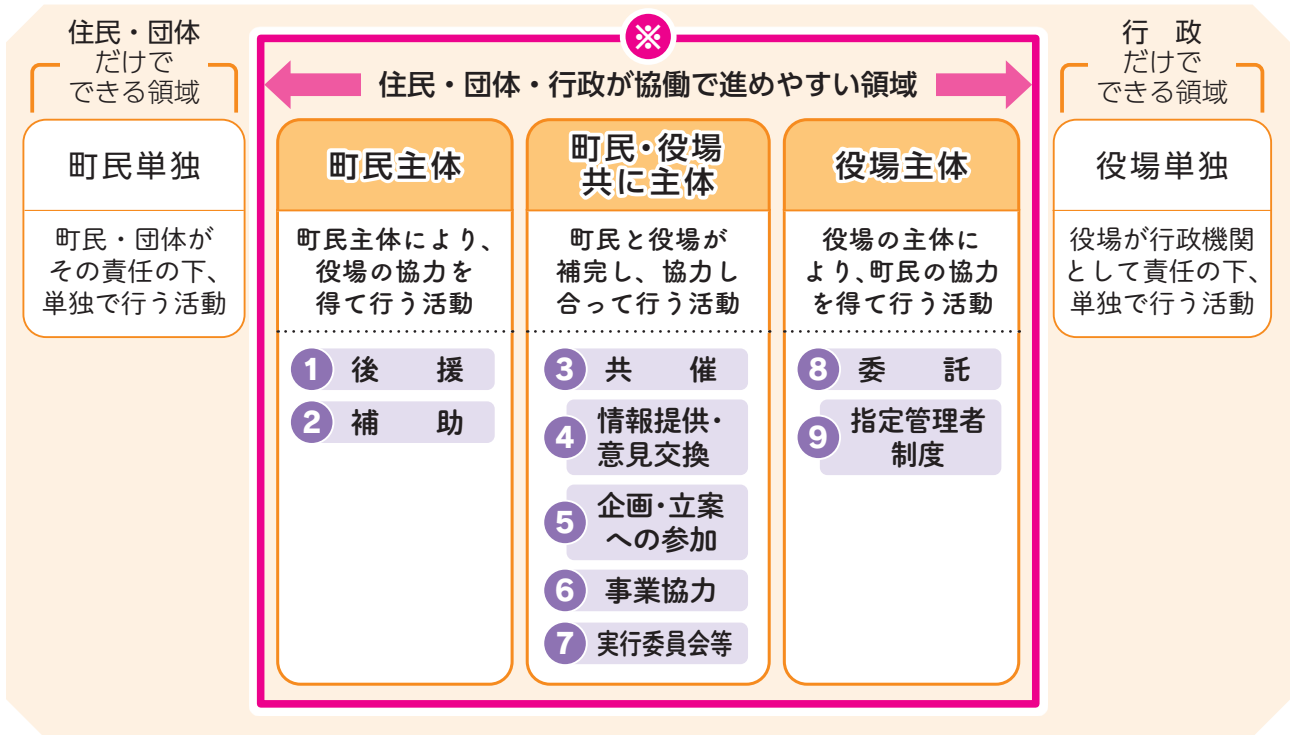 住民・団体
だけで
できる領域
※
住民・団体・行政が協働で進めやすい領域
行　政
だけで
できる領域
町民単独
町民・団体が
その責任の下、
単独で行う活動
町民主体
町民主体により、
役場の協力を
得て行う活動
1 後　援
2 補　助
町民・役場
共に主体
町民と役場が
補完し、協力し
合って行う活動
3 共　催
4 情報提供・
意見交換
5 企画・立案
への参加
6 事業協力
7 実行委員会等
役場主体
役場の主体に
より、町民の協力
を得て行う活動
8 委　託
9 指定管理者
制度
役場単独
役場が行政機関
として責任の下、
単独で行う活動